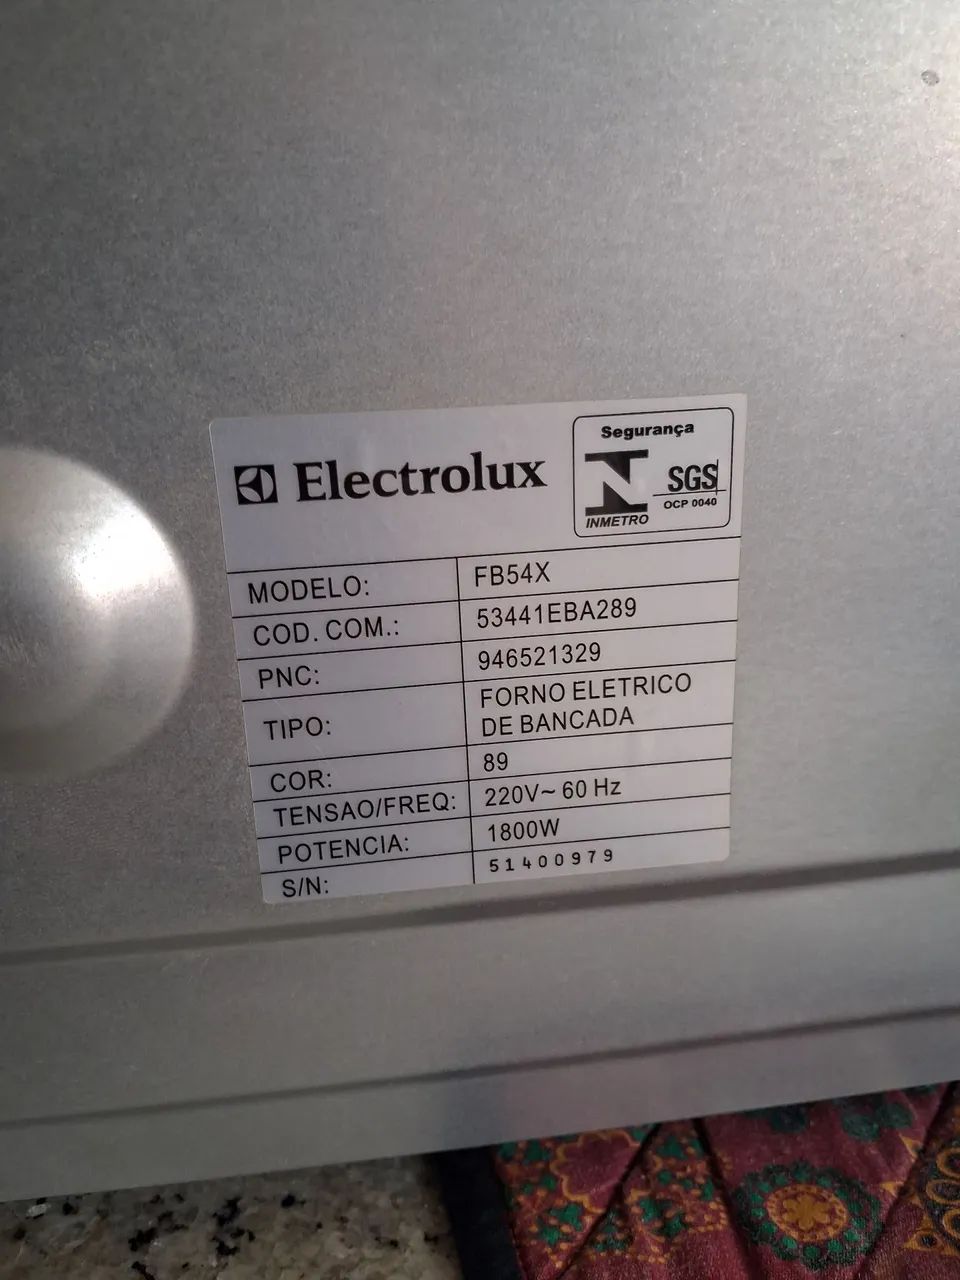 Electrolux
Segurança
INMETRO
SGS
OCP 0040
MODELO: FB54X
COD. COM.: 53441EBA289
PNC: 946521329
TIPO: FORNO ELETRICO
DE BANCADA
COR: 89
TENSAO/FREQ: 220V~ 60 Hz
POTENCIA: 1800W
S/N: 51400979